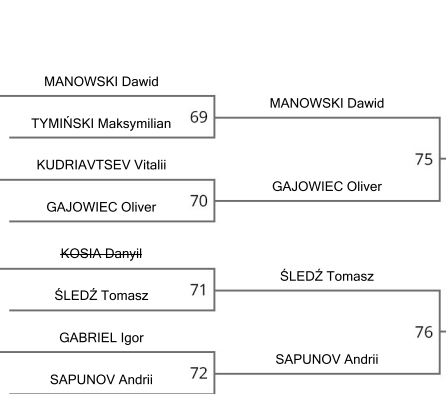 MANOWSKI Dawid
TYMIŃSKI Maksymilian
69
MANOWSKI Dawid
KUDRIAVTSEV Vitalii
75
GAJOWIEC Oliver
70
GAJOWIEC Oliver
KOSIA Danyil
ŚLEDŹ Tomasz
71
ŚLEDŹ Tomasz
GABRIEL Igor
76
SAPUNOV Andrii
72
SAPUNOV Andrii